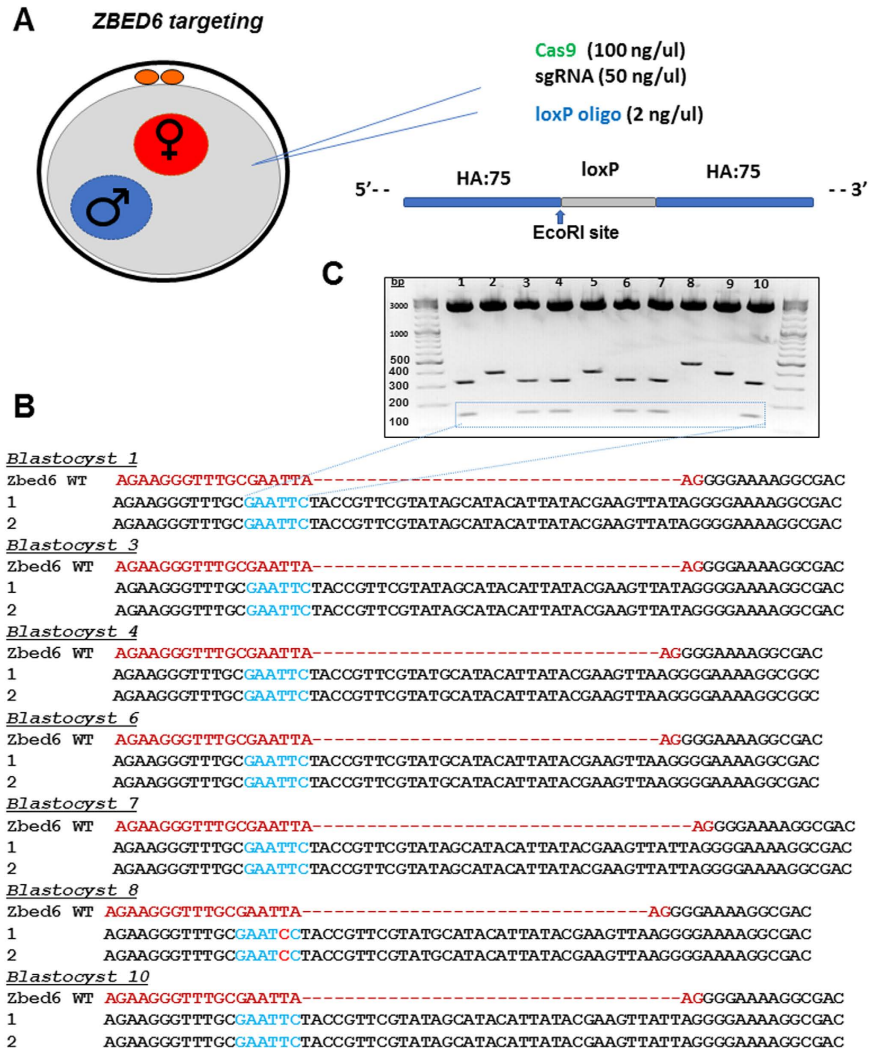 A
ZBED6 targeting
Cas9 (100 ng/ul)
sgRNA (50 ng/ul)
loxP oligo (2 ng/ul)
♀
♂
5’- -
HA:75
loxP
HA:75
- - 3’
EcoRI site
C
bp 1 2 3 4 5 6 7 8 9 10
3000
1000
500
400
300
200
100
B
Blastocyst 1
Zbed6 WT AGAAGGGTTTGCGAATTA----------------------------------AGGGGAAAAGGCGAC
1 AGAAGGGTTTGCGAATTCTACCGTTCGTATAGCATACATTATACGAAGTTATAGGGGAAAAGGCGAC
2 AGAAGGGTTTGCGAATTCTACCGTTCGTATAGCATACATTATACGAAGTTATAGGGGAAAAGGCGAC
Blastocyst 3
Zbed6 WT AGAAGGGTTTGCGAATTA----------------------------------AGGGGAAAAGGCGAC
1 AGAAGGGTTTGCGAATTCTACCGTTCGTATAGCATACATTATACGAAGTTATAGGGGAAAAGGCGAC
2 AGAAGGGTTTGCGAATTCTACCGTTCGTATAGCATACATTATACGAAGTTATAGGGGAAAAGGCGAC
Blastocyst 4
Zbed6 WT AGAAGGGTTTGCGAATTA--------------------------------AGGGGAAAAGGCGAC
1 AGAAGGGTTTGCGAATTCTACCGTTCGTATGCATACATTATACGAAGTTAAGGGGAAAAGGCGGC
2 AGAAGGGTTTGCGAATTCTACCGTTCGTATGCATACATTATACGAAGTTAAGGGGAAAAGGCGGC
Blastocyst 6
Zbed6 WT AGAAGGGTTTGCGAATTA--------------------------------AGGGGAAAAGGCGAC
1 AGAAGGGTTTGCGAATTCTACCGTTCGTATGCATACATTATACGAAGTTAAGGGGAAAAGGCGAC
2 AGAAGGGTTTGCGAATTCTACCGTTCGTATGCATACATTATACGAAGTTAAGGGGAAAAGGCGAC
Blastocyst 7
Zbed6 WT AGAAGGGTTTGCGAATTA-----------------------------------AGGGGAAAAGGCGAC
1 AGAAGGGTTTGCGAATTCTACCGTTCGTATAGCATACATTATACGAAGTTATTAGGGGAAAAGGCGAC
2 AGAAGGGTTTGCGAATTCTACCGTTCGTATAGCATACATTATACGAAGTTATTAGGGGAAAAGGCGAC
Blastocyst 8
Zbed6 WT AGAAGGGTTTGCGAATTA--------------------------------AGGGGAAAAGGCGAC
1 AGAAGGGTTTGCGAATCCTACCGTTCGTATGCATACATTATACGAAGTTAAGGGGAAAAGGCGAC
2 AGAAGGGTTTGCGAATCCTACCGTTCGTATGCATACATTATACGAAGTTAAGGGGAAAAGGCGAC
Blastocyst 10
Zbed6 WT AGAAGGGTTTGCGAATTA-----------------------------------AGGGGAAAAGGCGAC
1 AGAAGGGTTTGCGAATTCTACCGTTCGTATAGCATACATTATACGAAGTTATTAGGGGAAAAGGCGAC
2 AGAAGGGTTTGCGAATTCTACCGTTCGTATAGCATACATTATACGAAGTTATTAGGGGAAAAGGCGAC